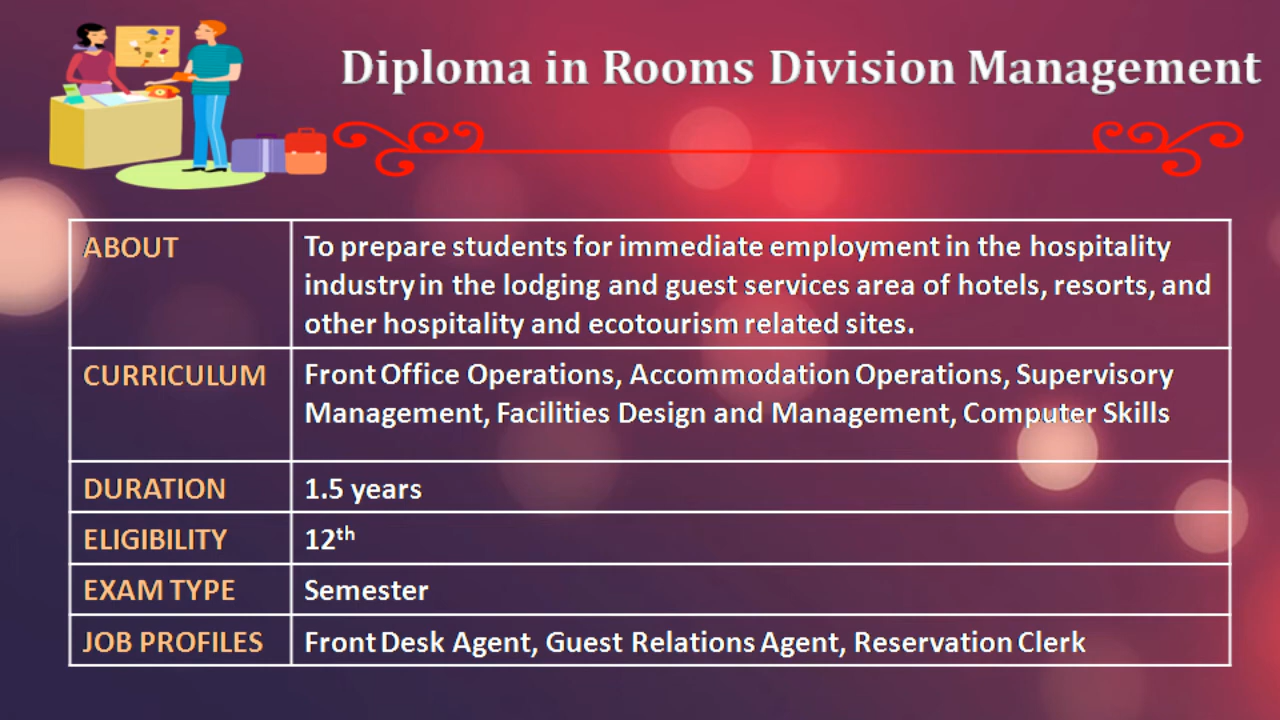 Diploma in Rooms Division Management
ABOUT
To prepare students for immediate employment in the hospitality
industry in the lodging and guest services area of hotels, resorts, and
other hospitality and ecotourism related sites.
CURRICULUM
Front Office Operations, Accommodation Operations, Supervisory
Management, Facilities Design and Management, Computer Skills
DURATION
1.5 years
ELIGIBILITY
12th
EXAM TYPE
Semester
JOB PROFILES
Front Desk Agent, Guest Relations Agent, Reservation Clerk